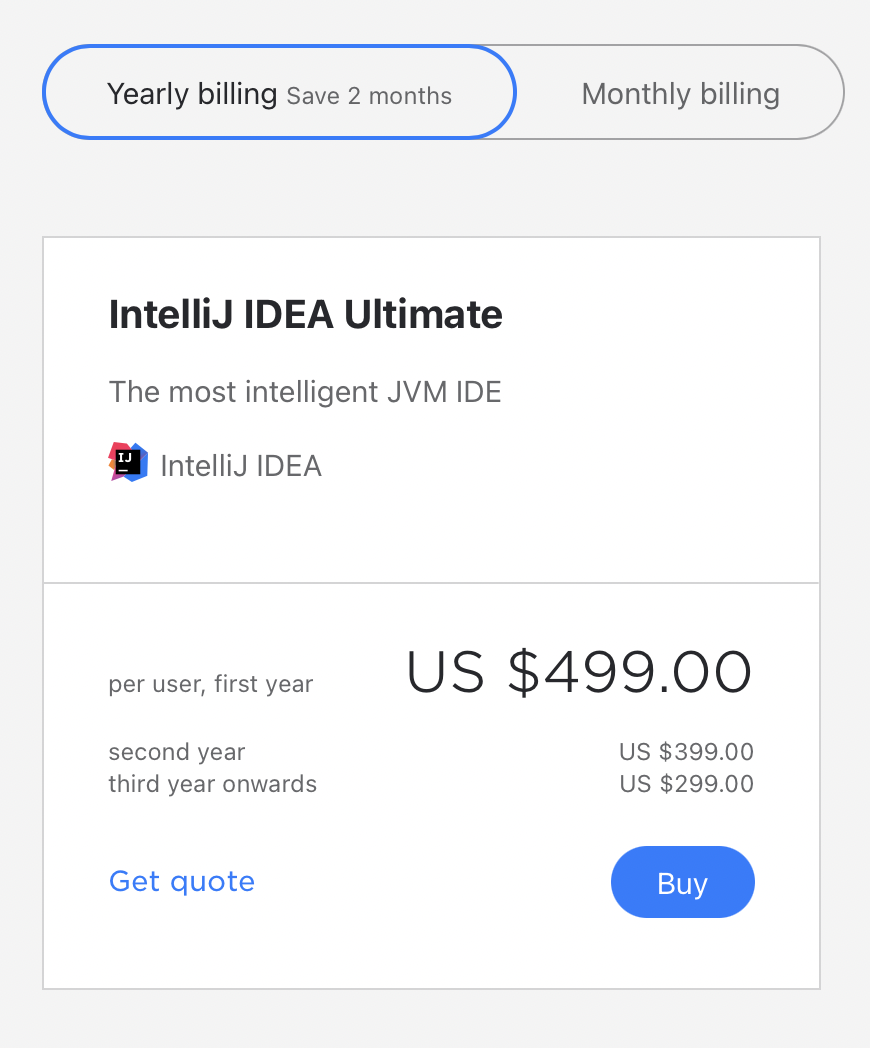 Yearly billing Save 2 months
Monthly billing
IntelliJ IDEA Ultimate
The most intelligent JVM IDE
IJ
IntelliJ IDEA
per user, first year US $499.00
second year US $399.00
third year onwards US $299.00
Get quote
Buy